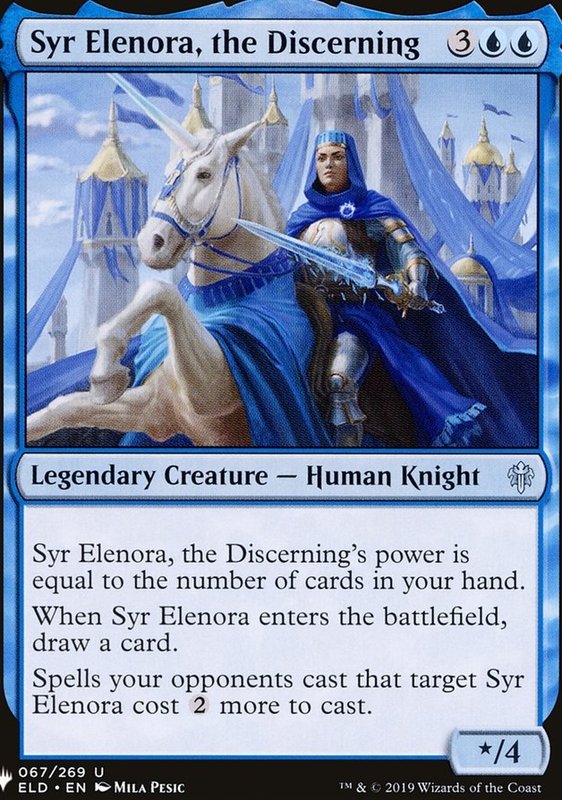 Syr Elenora, the Discerning 3
Legendary Creature — Human Knight
Syr Elenora, the Discerning's power is
equal to the number of cards in your hand.
When Syr Elenora enters the battlefield,
draw a card.
Spells your opponents cast that target Syr
Elenora cost 2 more to cast.
*/4
067/269 U
ELD • EN Mila Pesic
™ & © 2019 Wizards of the Coast